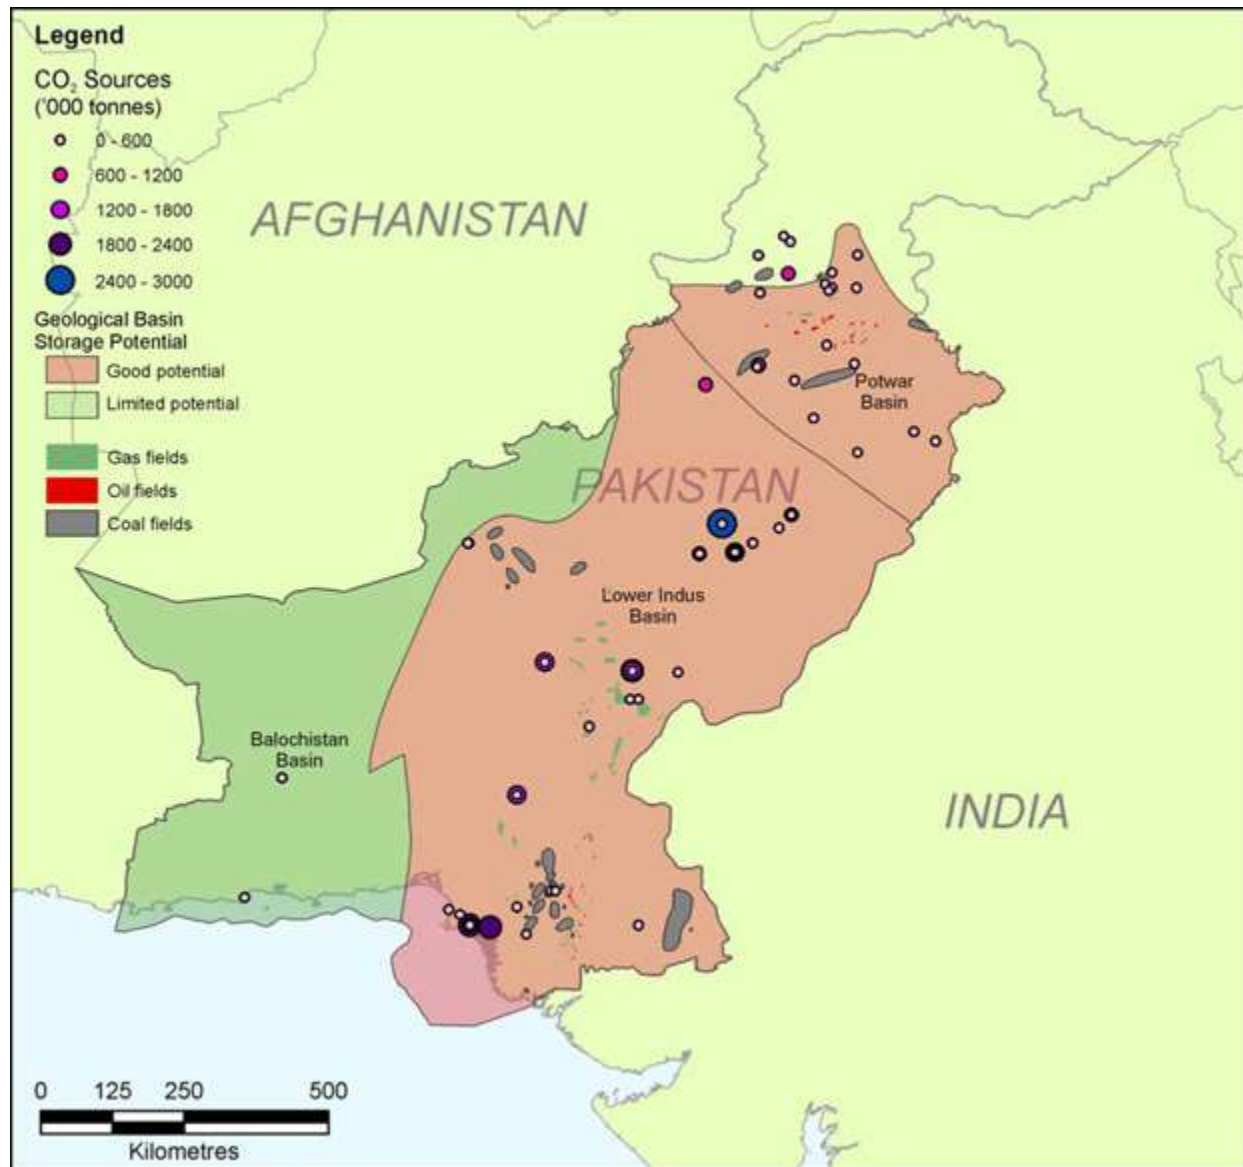 Legend
CO₂ Sources
('000 tonnes)
0 - 600
600 - 1200
1200 - 1800
1800 - 2400
2400 - 3000
Geological Basin
Storage Potential
Good potential
Limited potential
Gas fields
Oil fields
Coal fields
AFGHANISTAN
Potwar
Basin
PAKISTAN
Lower Indus
Basin
Balochistan
Basin
INDIA
0 125 250 500
Kilometres